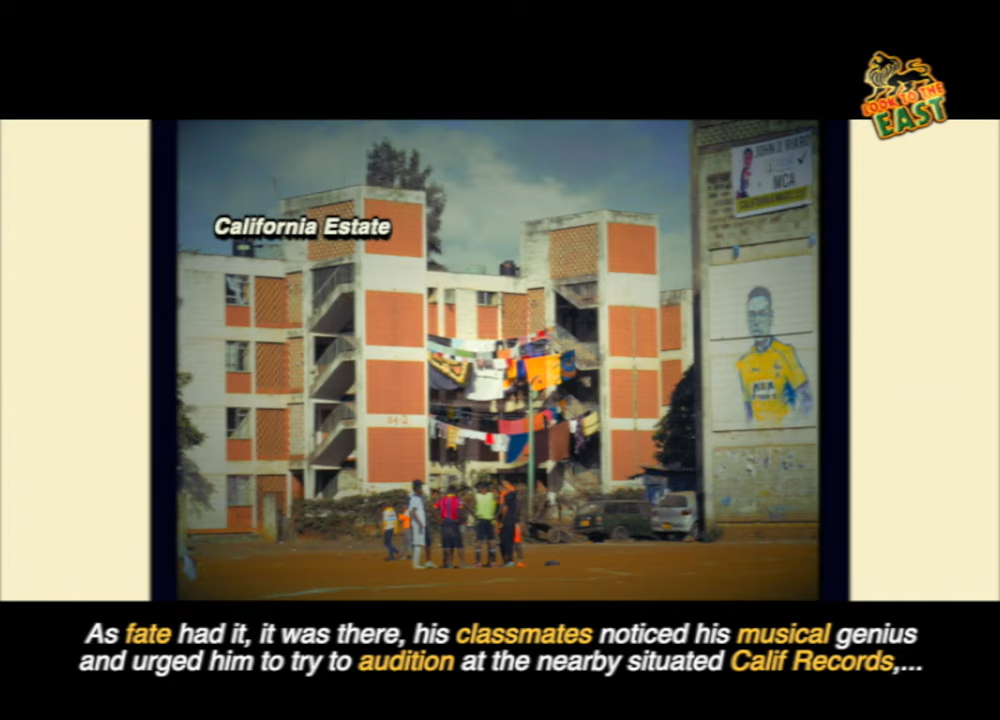 LOOK TO THE
EAST
California Estate
MCA
As fate had it, it was there, his classmates noticed his musical genius
and urged him to try to audition at the nearby situated Calif Records,...